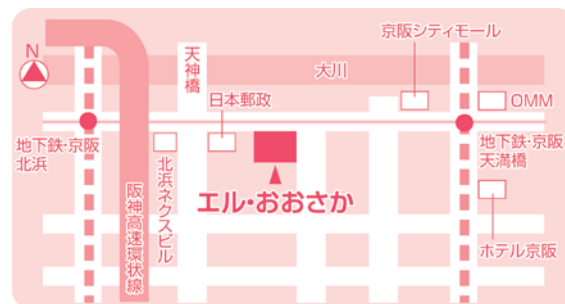 N
天神橋
大川
京阪シティモール
日本郵政
OMM
地下鉄・京阪
北浜
地下鉄・京阪
天満橋
北浜ネクスビル
エル・おおさか
阪神高速環状線
ホテル京阪